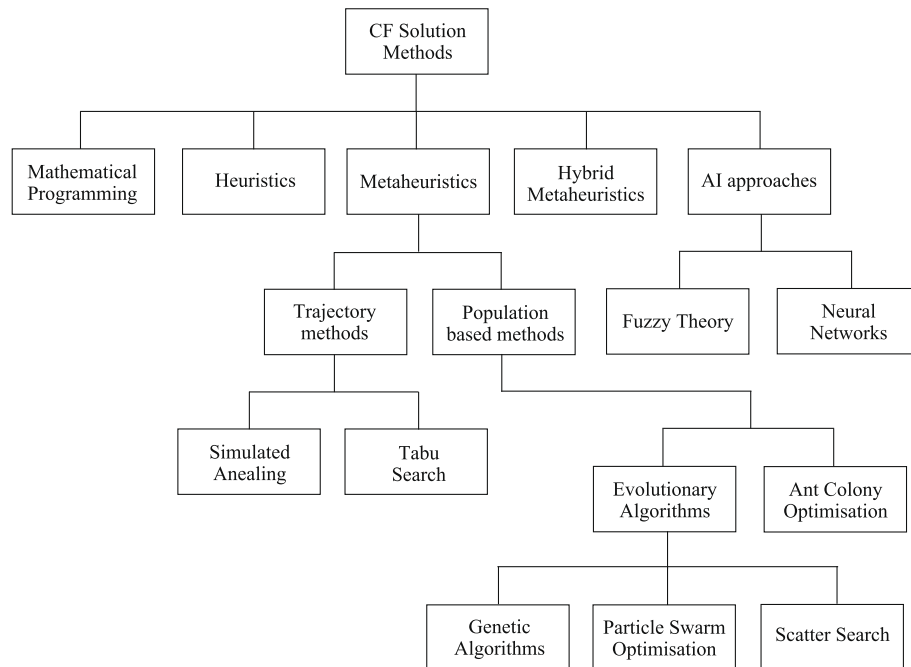 CF Solution
Methods
Mathematical
Programming
Heuristics
Metaheuristics
Hybrid
Metaheuristics
AI approaches
Trajectory
methods
Population
based methods
Fuzzy Theory
Neural
Networks
Simulated
Anealing
Tabu
Search
Evolutionary
Algorithms
Ant Colony
Optimisation
Genetic
Algorithms
Particle Swarm
Optimisation
Scatter Search